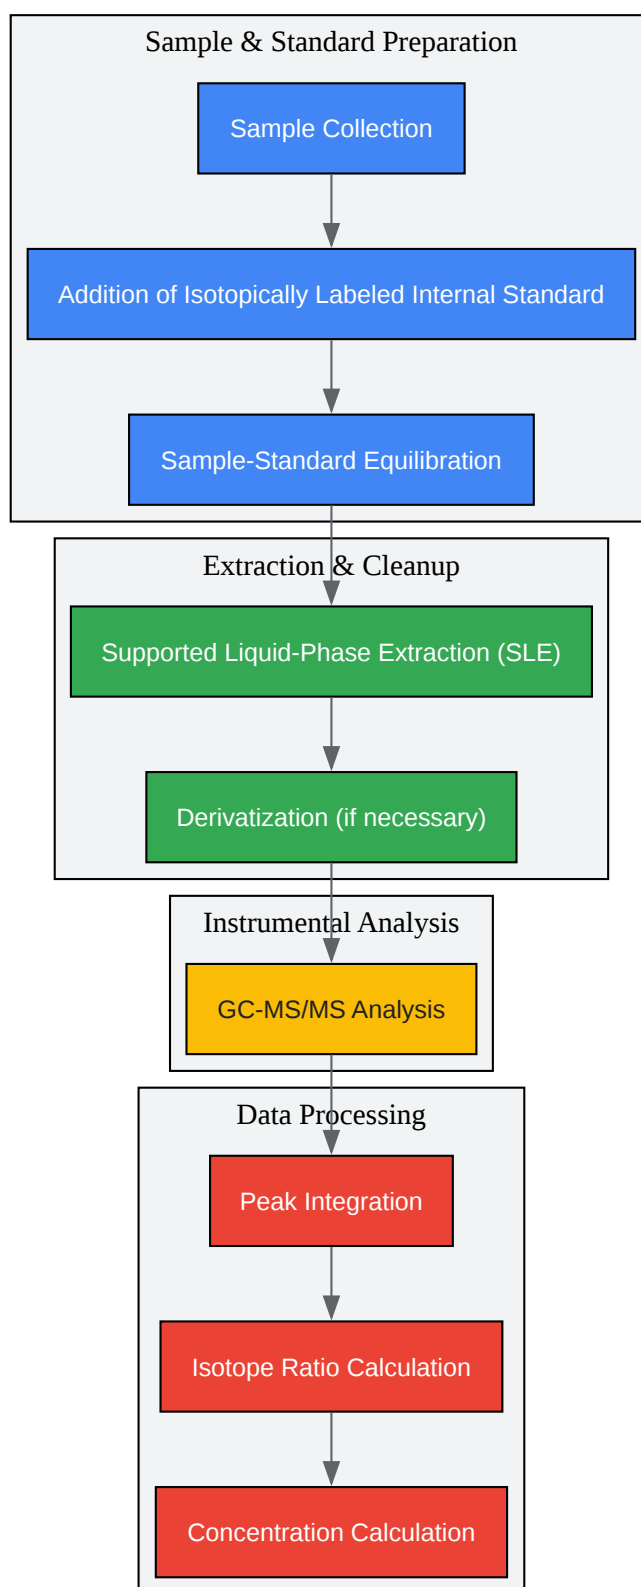 Sample & Standard Preparation
Sample Collection
Addition of Isotopically Labeled Internal Standard
Sample-Standard Equilibration
Extraction & Cleanup
Supported Liquid-Phase Extraction (SLE)
Derivatization (if necessary)
Instrumental Analysis
GC-MS/MS Analysis
Data Processing
Peak Integration
Isotope Ratio Calculation
Concentration Calculation